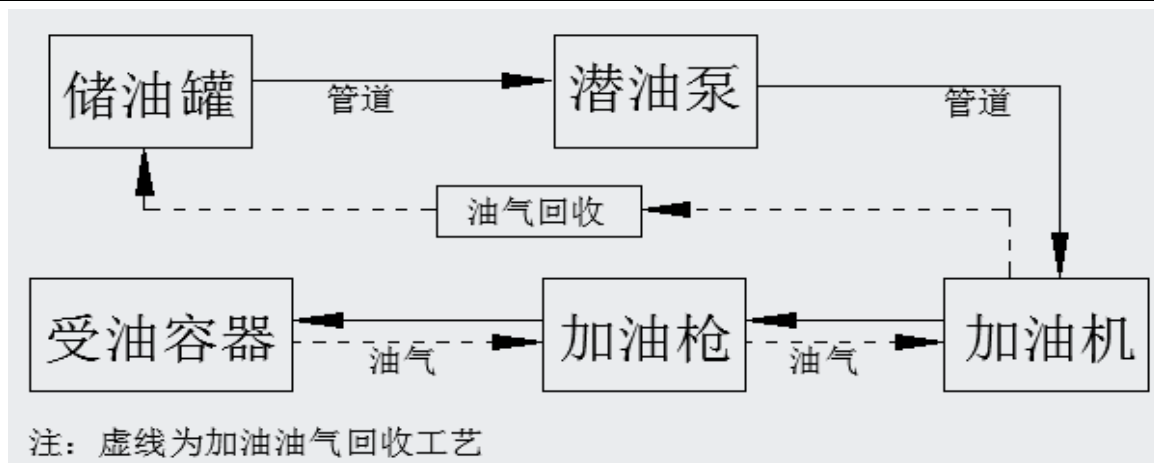 储油罐
管道
潜油泵
管道
油气回收
受油容器
油气
加油枪
油气
加油机
注：虚线为加油油气回收工艺